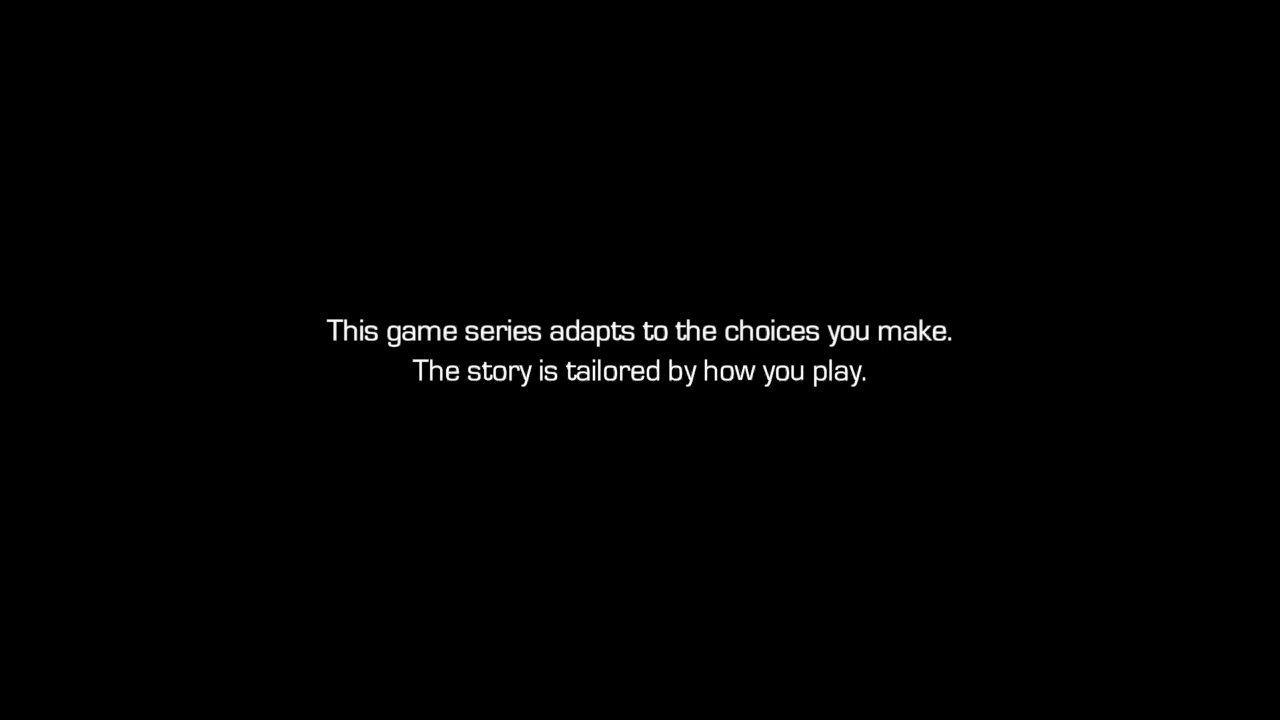 This game series adapts to the choices you make.
The story is tailored by how you play.